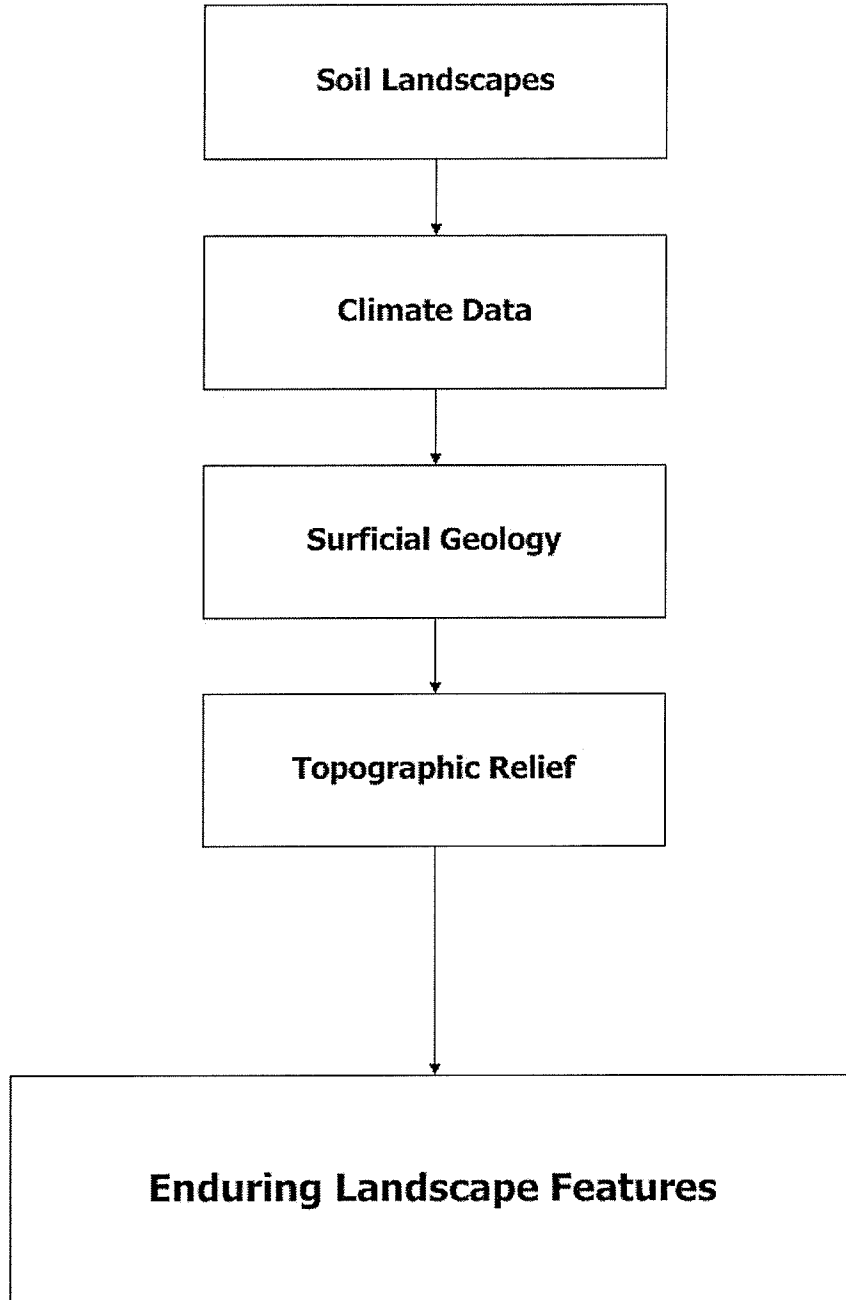 Soil Landscapes
Climate Data
Surficial Geology
Topographic Relief
Enduring Landscape Features